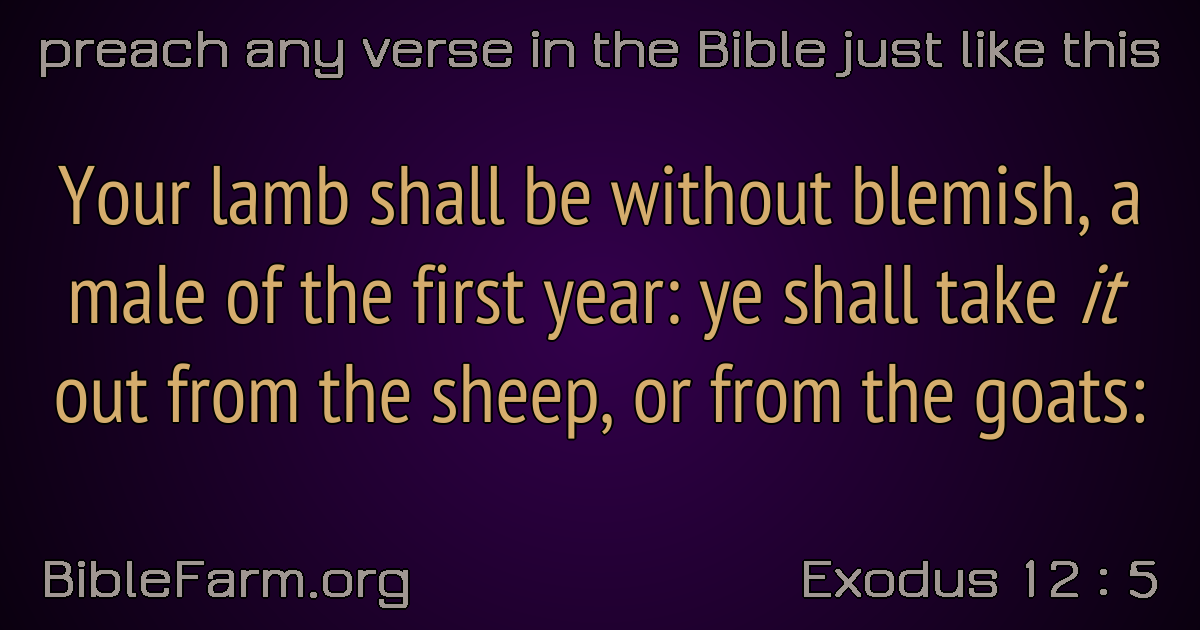 preach any verse in the Bible just like this
Your lamb shall be without blemish, a
male of the first year: ye shall take it
out from the sheep, or from the goats:
BibleFarm.org
Exodus 12 : 5